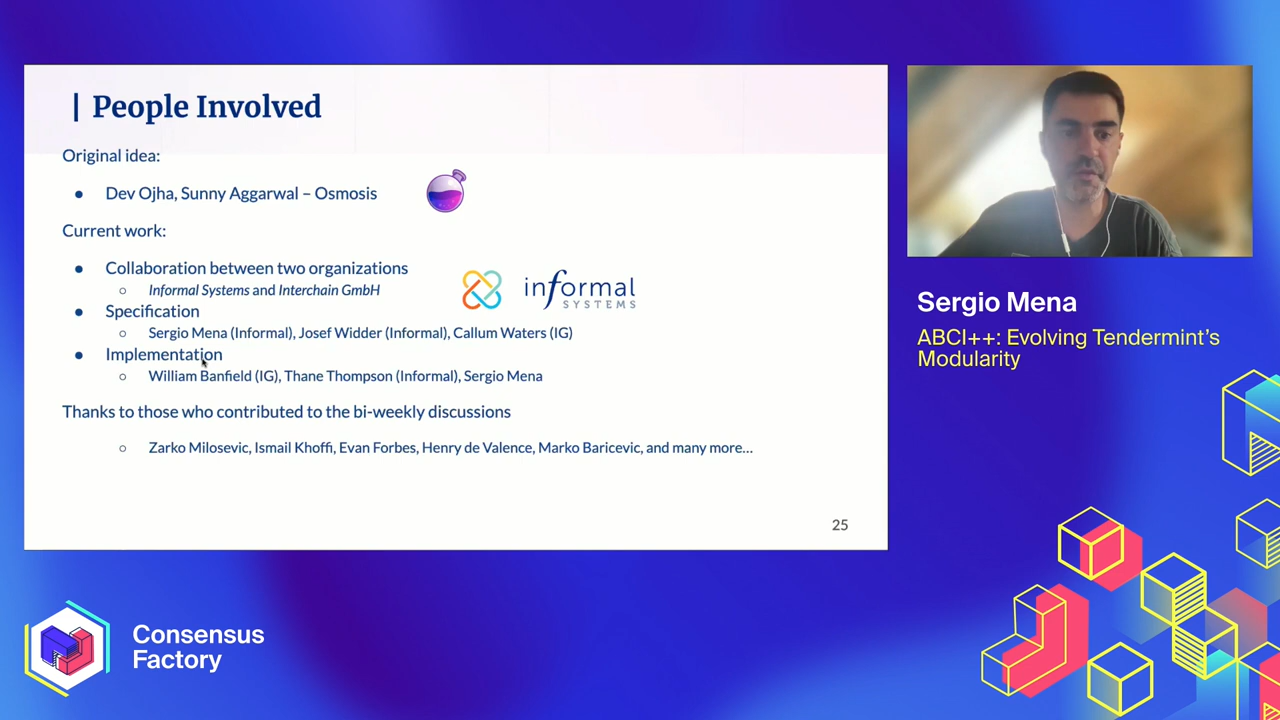 | People Involved
Original idea:
● Dev Ojha, Sunny Aggarwal – Osmosis
Current work:
● Collaboration between two organizations
○ Informal Systems and Interchain GmbH
informal
SYSTEMS
● Specification
○ Sergio Mena (Informal), Josef Widder (Informal), Callum Waters (IG)
● Implementation
○ William Banfield (IG), Thane Thompson (Informal), Sergio Mena
Thanks to those who contributed to the bi-weekly discussions
○ Zarko Milosevic, Ismail Khoffi, Evan Forbes, Henry de Valence, Marko Baricevic, and many more...
25
Sergio Mena
ABCI++: Evolving Tendermint’s
Modularity
Consensus
Factory